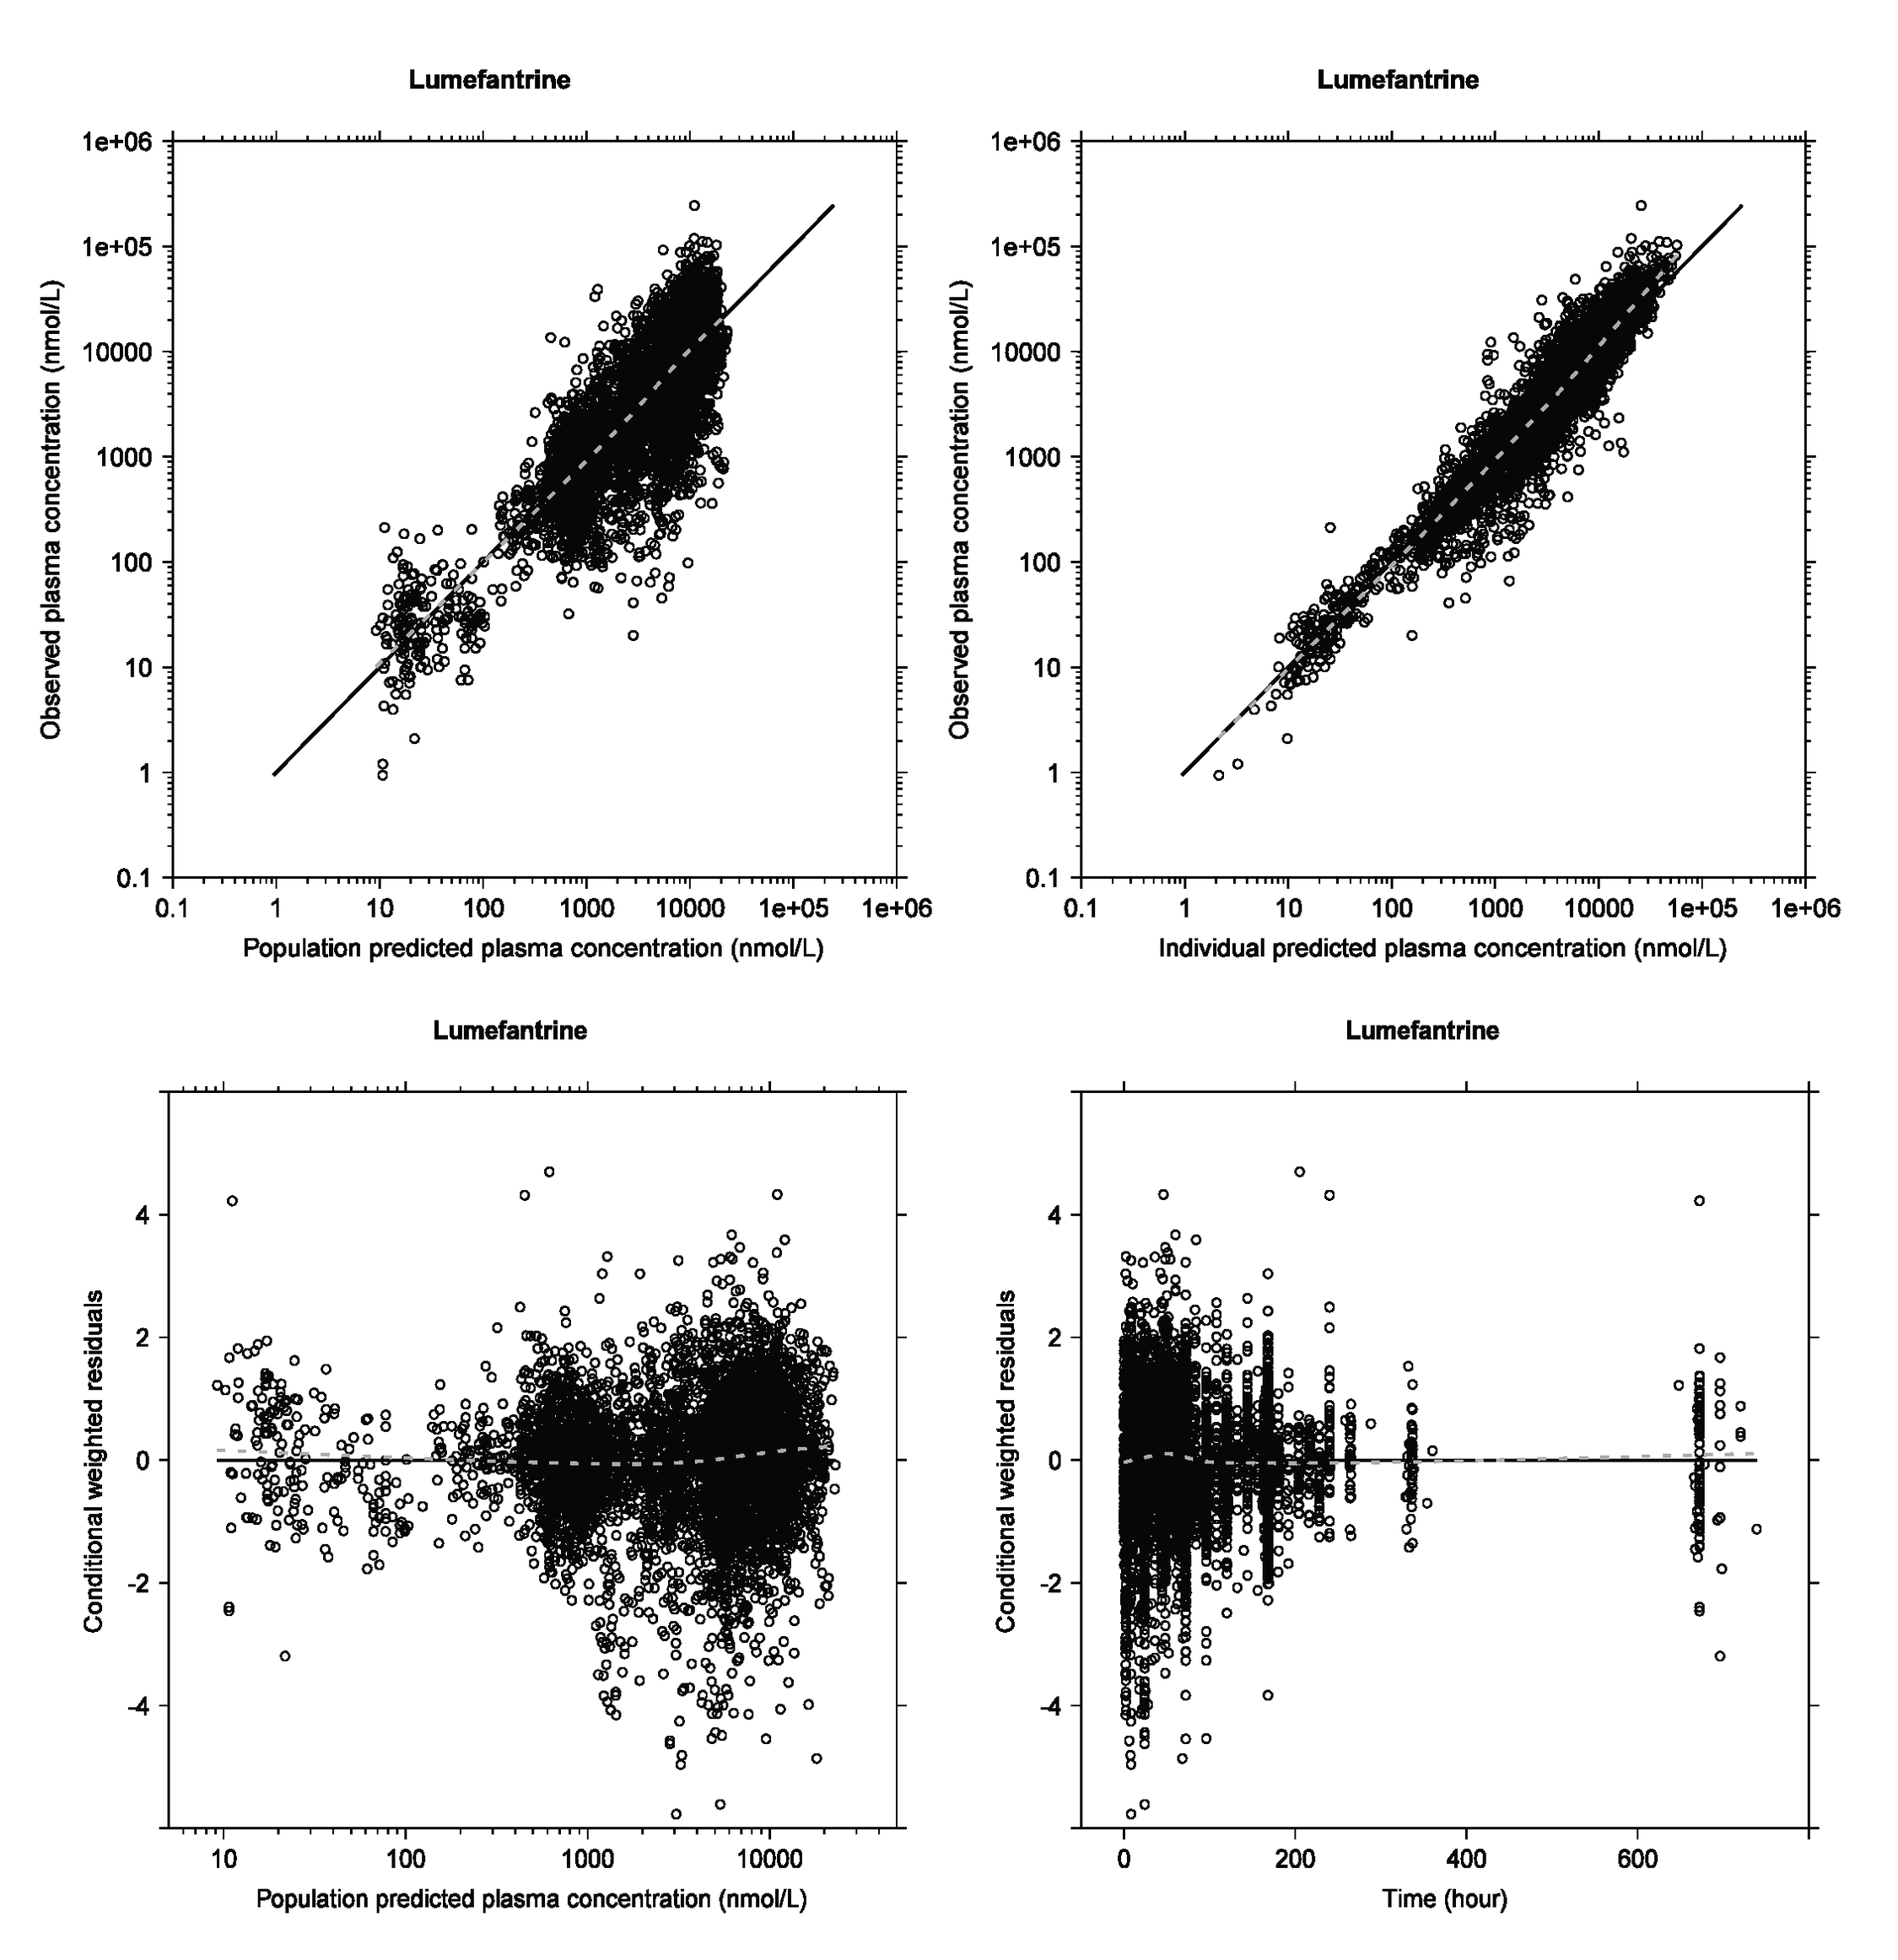 Lumefantrine
1e+06
1e+05
10000
1000
100
10
1
0.1
Observed plasma concentration (nmol/L)
0.1 1 10 100 1000 10000 1e+05 1e+06
Population predicted plasma concentration (nmol/L)
Lumefantrine
1e+06
1e+05
10000
1000
100
10
1
0.1
Observed plasma concentration (nmol/L)
0.1 1 10 100 1000 10000 1e+05 1e+06
Individual predicted plasma concentration (nmol/L)
Lumefantrine
4
2
0
-2
-4
Conditional weighted residuals
10 100 1000 10000
Population predicted plasma concentration (nmol/L)
Lumefantrine
4
2
0
-2
-4
Conditional weighted residuals
0 200 400 600
Time (hour)